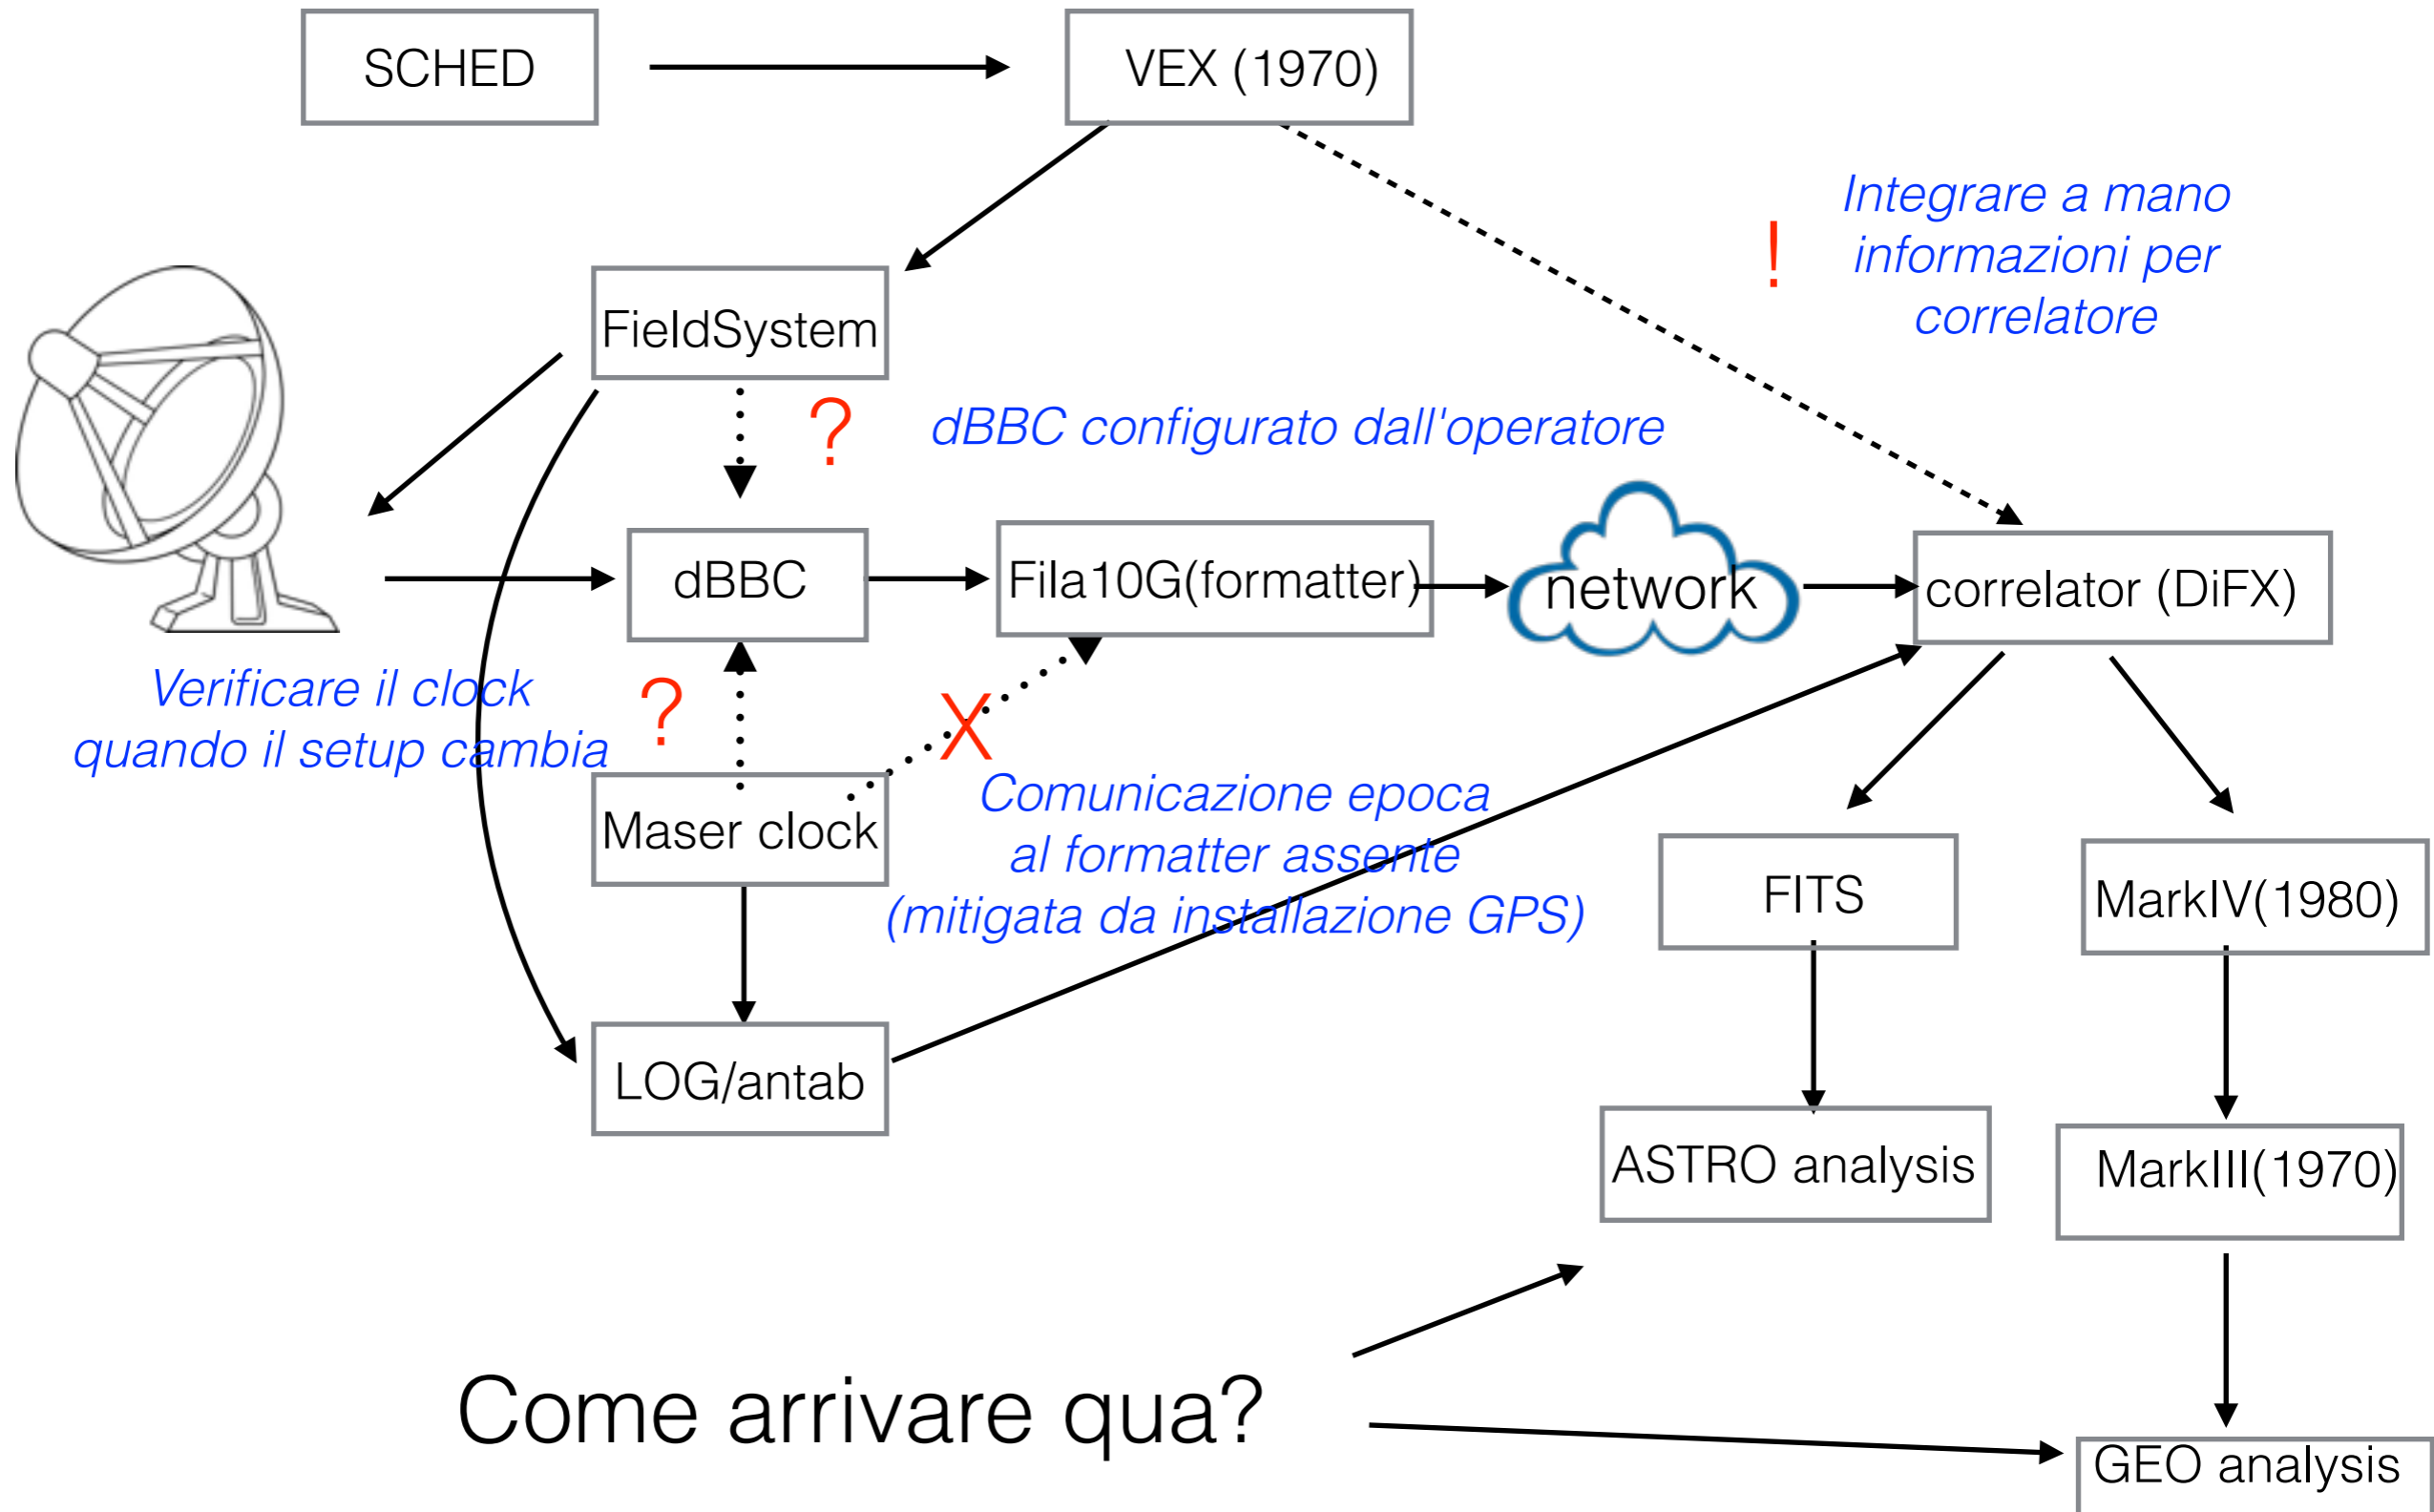 SCHED
VEX (1970)
Integrare a mano
informazioni per
correlatore
!
FieldSystem
?
dBBC configurato dall'operatore
dBBC
Fila10G(formatter)
network
correlator (DiFX)
Verificare il clock
quando il setup cambia
?
X
Comunicazione epoca
al formatter assente
(mitigata da installazione GPS)
Maser clock
FITS
MarkIV(1980)
LOG/antab
ASTRO analysis
MarkIII(1970)
Come arrivare qua?
GEO analysis